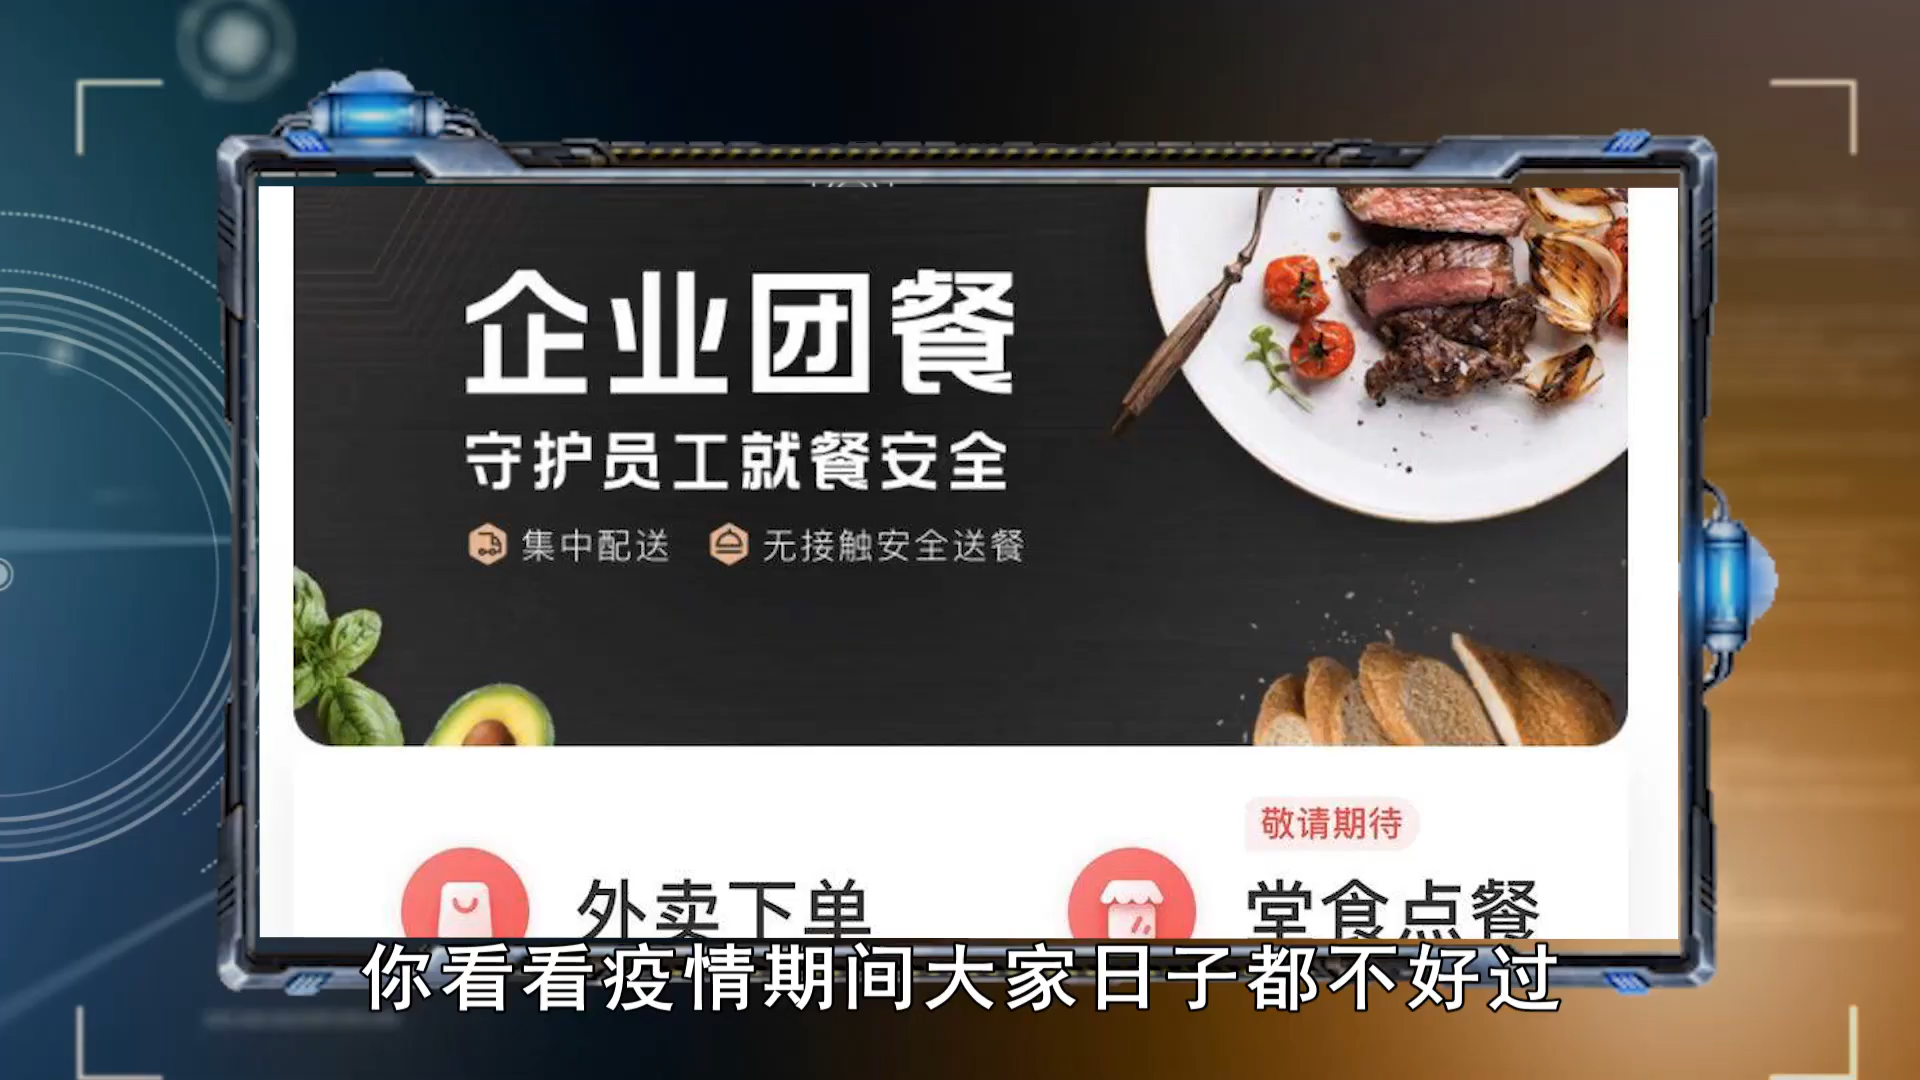 企业团餐
守护员工就餐安全
集中配送 无接触安全送餐
敬请期待
外卖下单 堂食点餐
你看看疫情期间大家日子都不好过